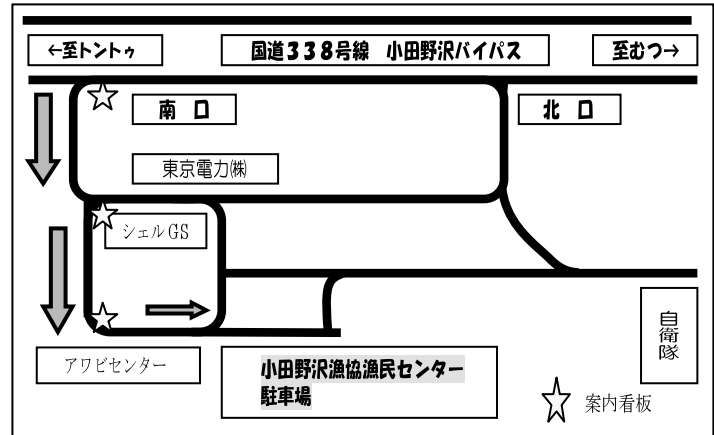 ←至トントゥ
国道３３８号線　小田野沢バイパス
至むつ→
南　口
北　口
東京電力㈱
シェルGS
自衛隊
アワビセンター
小田野沢漁協漁民センター
駐車場
案内看板